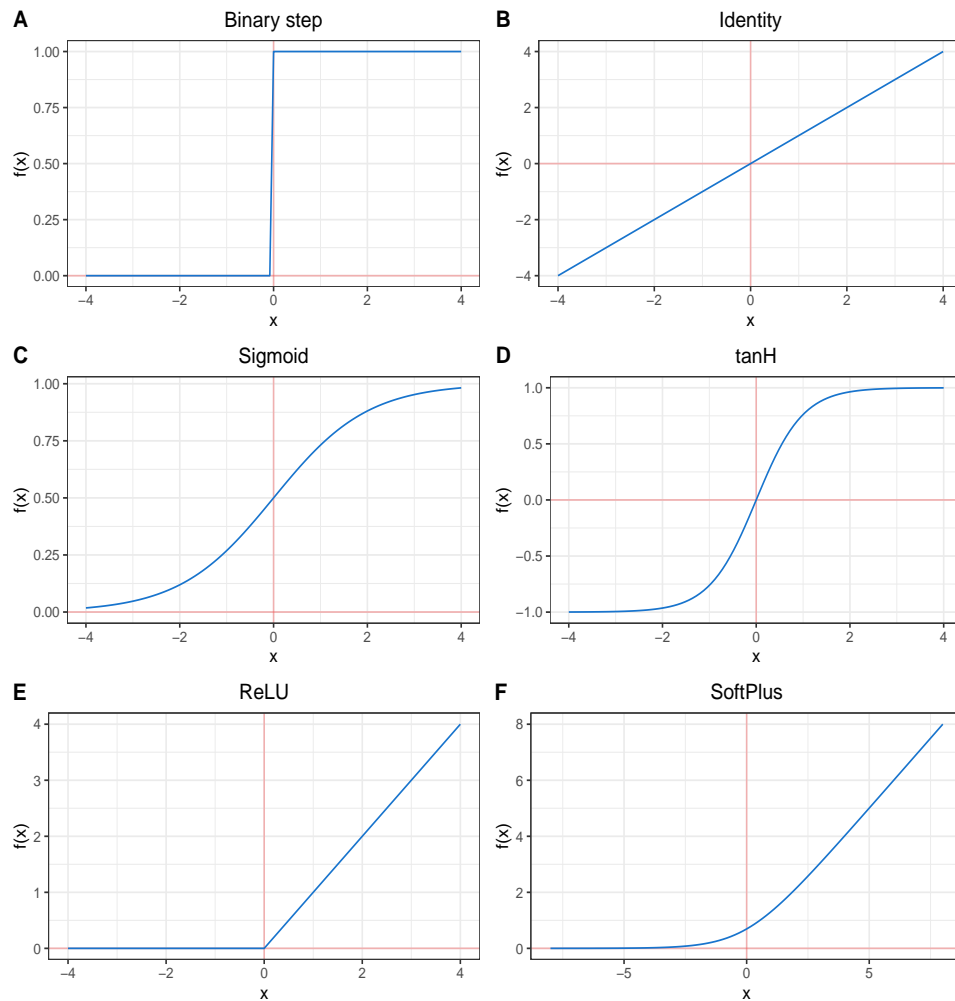 A Binary step
1.00
0.75
0.50
0.25
0.00
f(x)
−4 −2 0 2 4
x
B Identity
4
2
0
−2
−4
f(x)
−4 −2 0 2 4
x
C Sigmoid
1.00
0.75
0.50
0.25
0.00
f(x)
−4 −2 0 2 4
x
D tanH
1.0
0.5
0.0
−0.5
−1.0
f(x)
−4 −2 0 2 4
x
E ReLU
4
3
2
1
0
f(x)
−4 −2 0 2 4
x
F SoftPlus
8
6
4
2
0
f(x)
-5 0 5
x